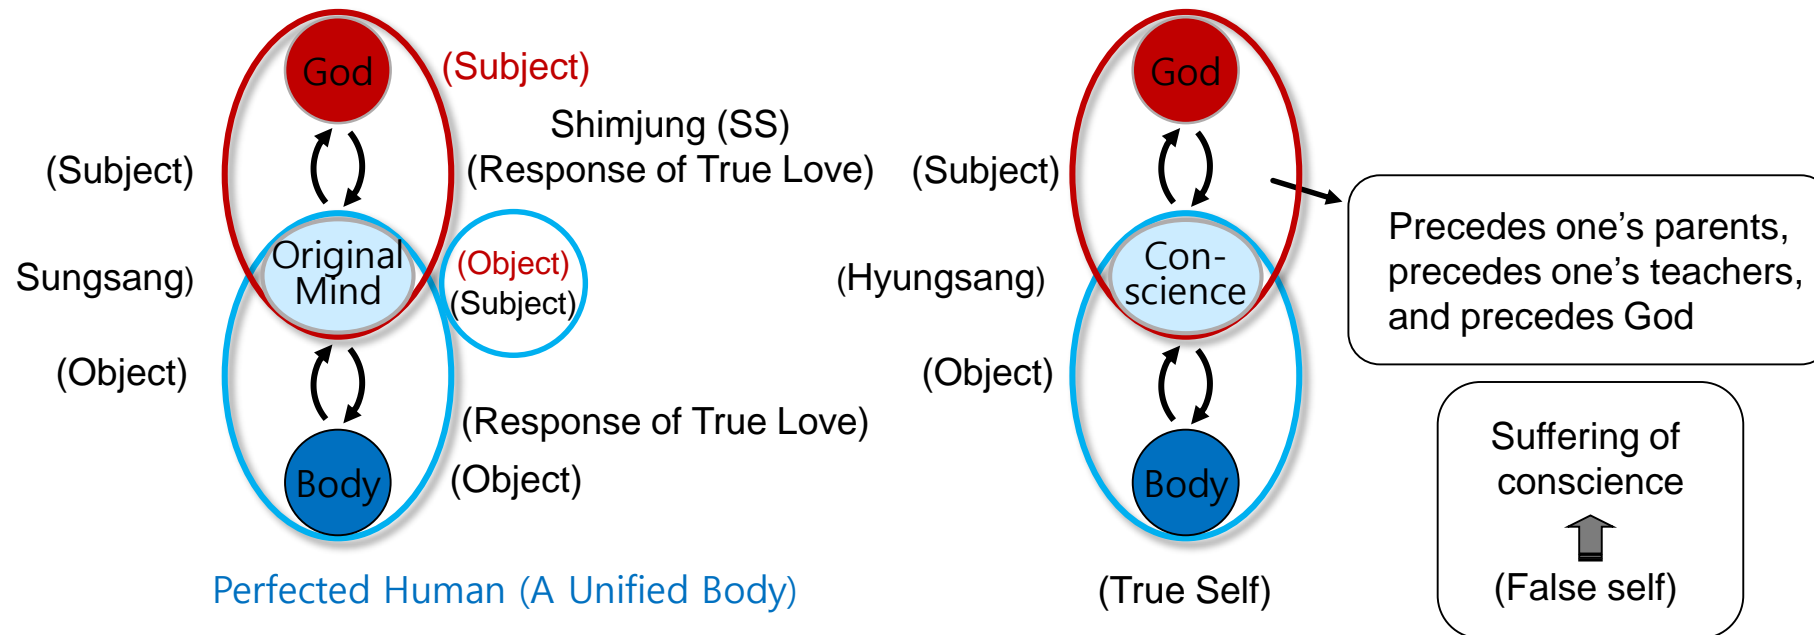 God
(Subject)
Shimjung (SS)
(Subject)
(Response of True Love)
Original
Mind
Sungsang)
(Object)
(Subject)
(Object)
(Response of True Love)
Body
(Object)
Perfected Human (A Unified Body)
God
(Subject)
Con-
science
(Hyungsang)
(Object)
Body
(True Self)
Precedes one's parents,
precedes one's teachers,
and precedes God
Suffering of
conscience
(False self)